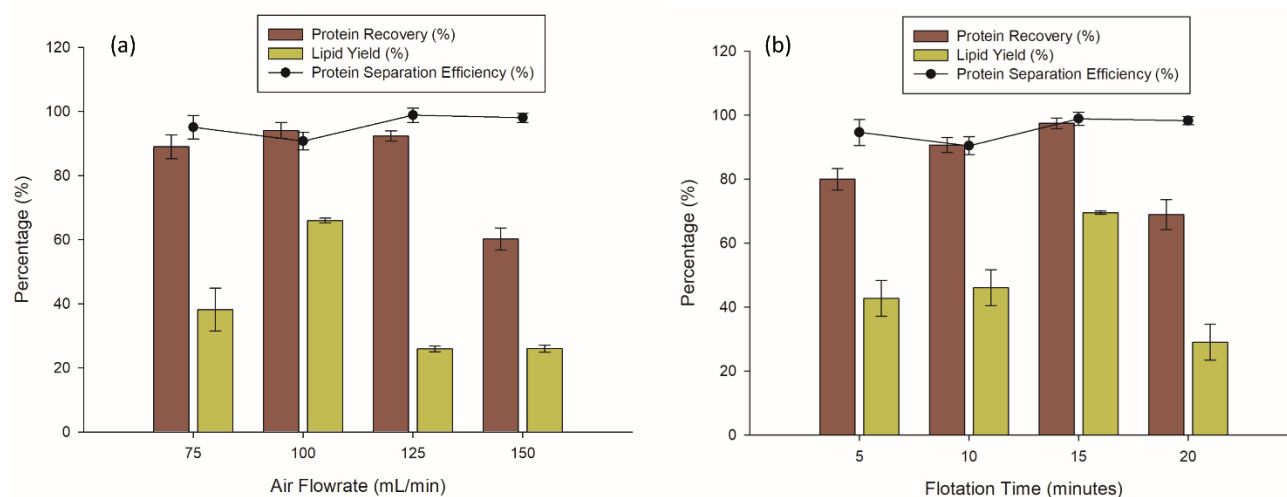 (a)
Protein Recovery (%)
Lipid Yield (%)
Protein Separation Efficiency (%)
Percentage (%)
120
100
80
60
40
20
0
75 100 125 150
Air Flowrate (mL/min)
(b)
Protein Recovery (%)
Lipid Yield (%)
Protein Separation Efficiency (%)
Percentage (%)
120
100
80
60
40
20
0
5 10 15 20
Flotation Time (minutes)